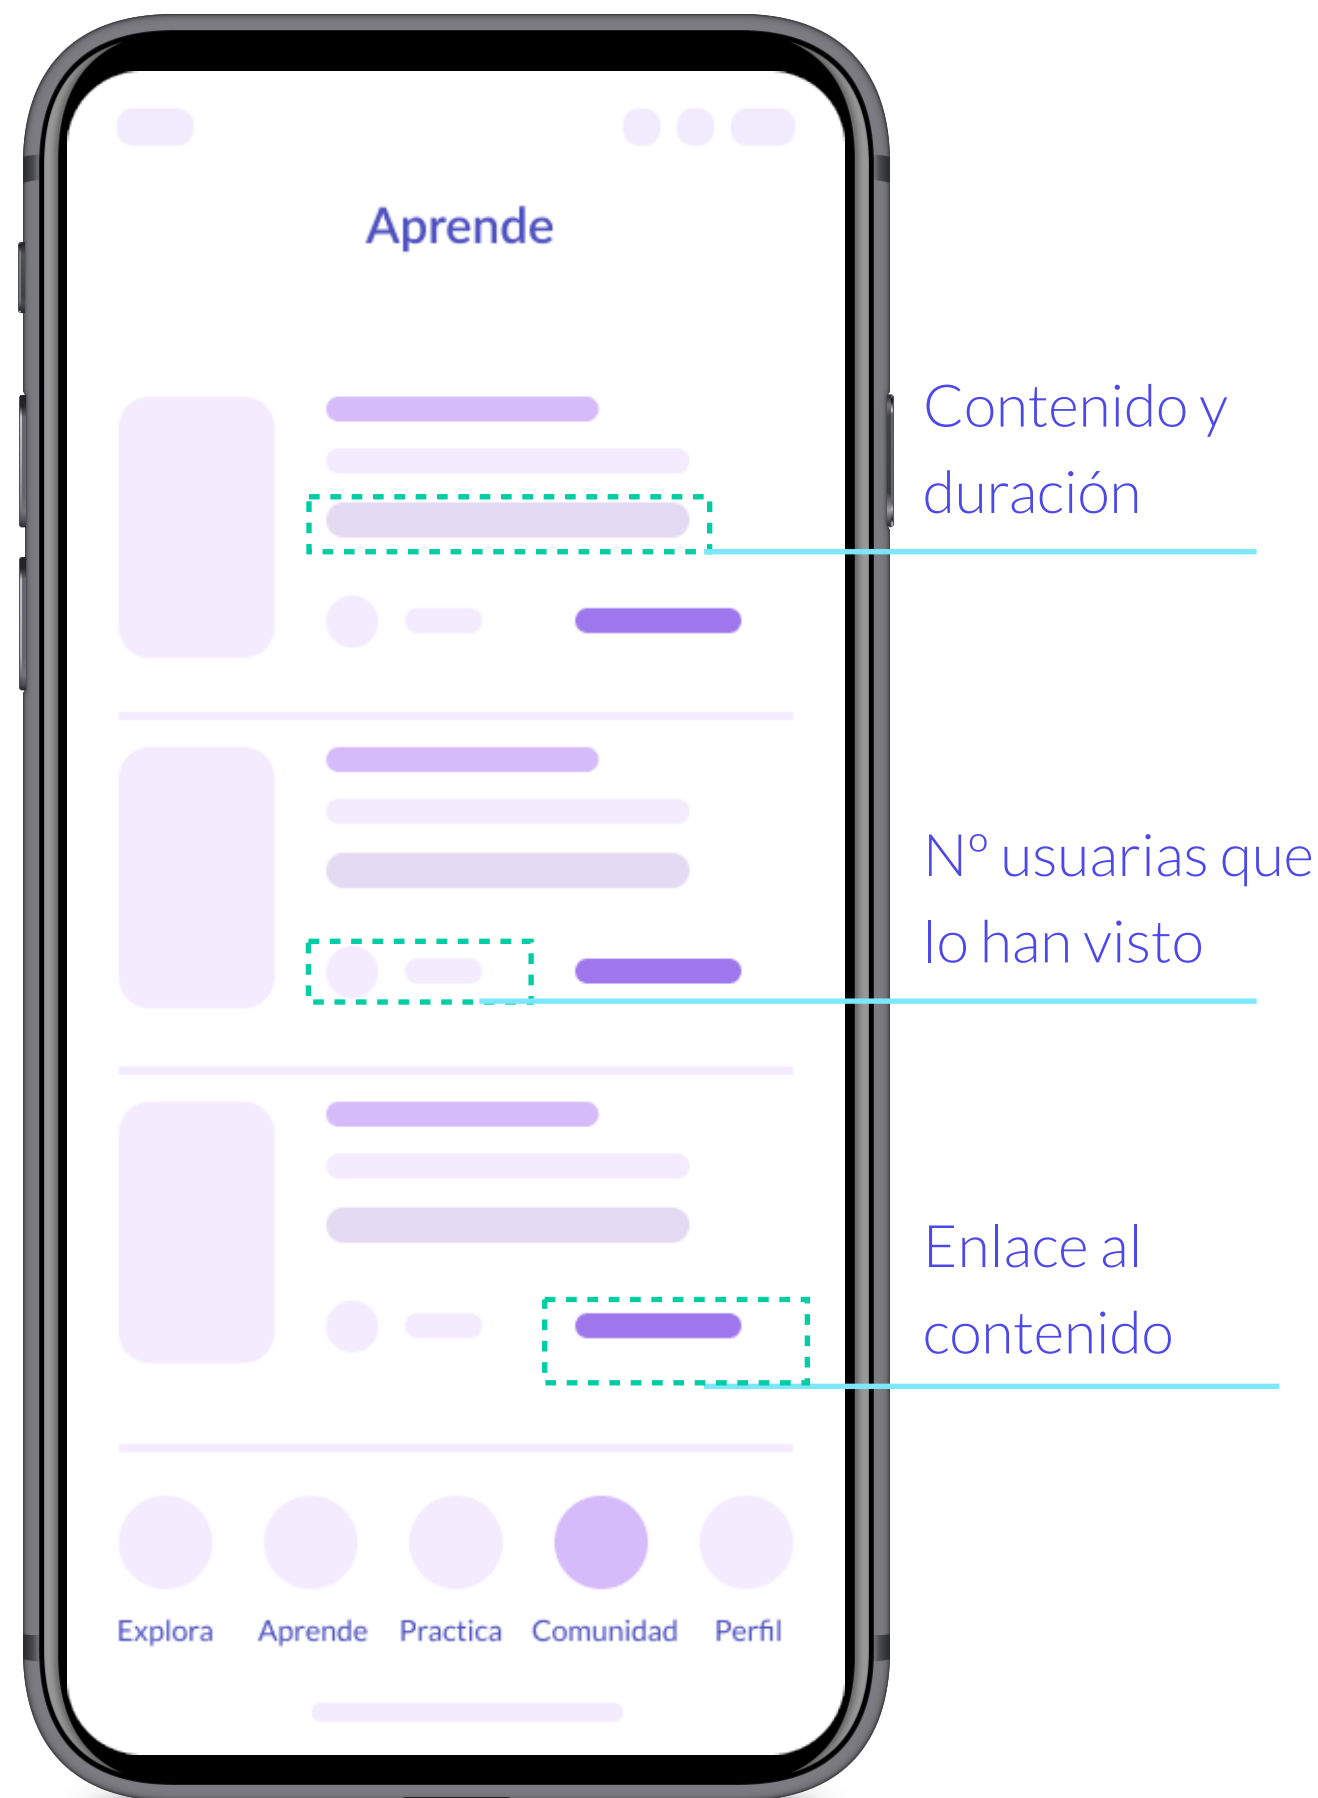 Aprende
Contenido y
duración
Nº usuarias que
lo han visto
Enlace al
contenido
Explora
Aprende
Practica
Comunidad
Perfil